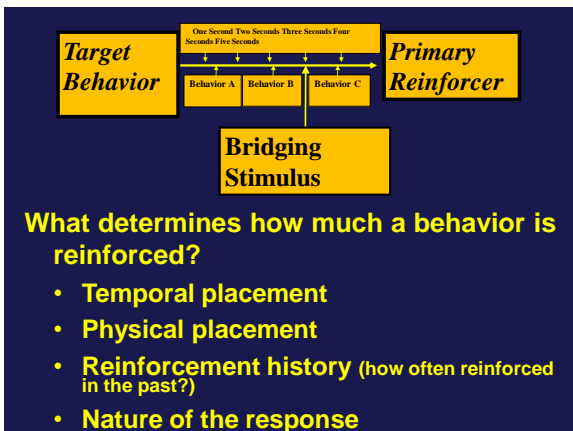 One Second Two Seconds Three Seconds Four
Seconds Five Seconds
Target
Behavior
Primary
Reinforcer
Behavior A
Behavior B
Behavior C
Bridging
Stimulus
What determines how much a behavior is
reinforced?
• Temporal placement
• Physical placement
• Reinforcement history (how often reinforced
in the past?)
• Nature of the response